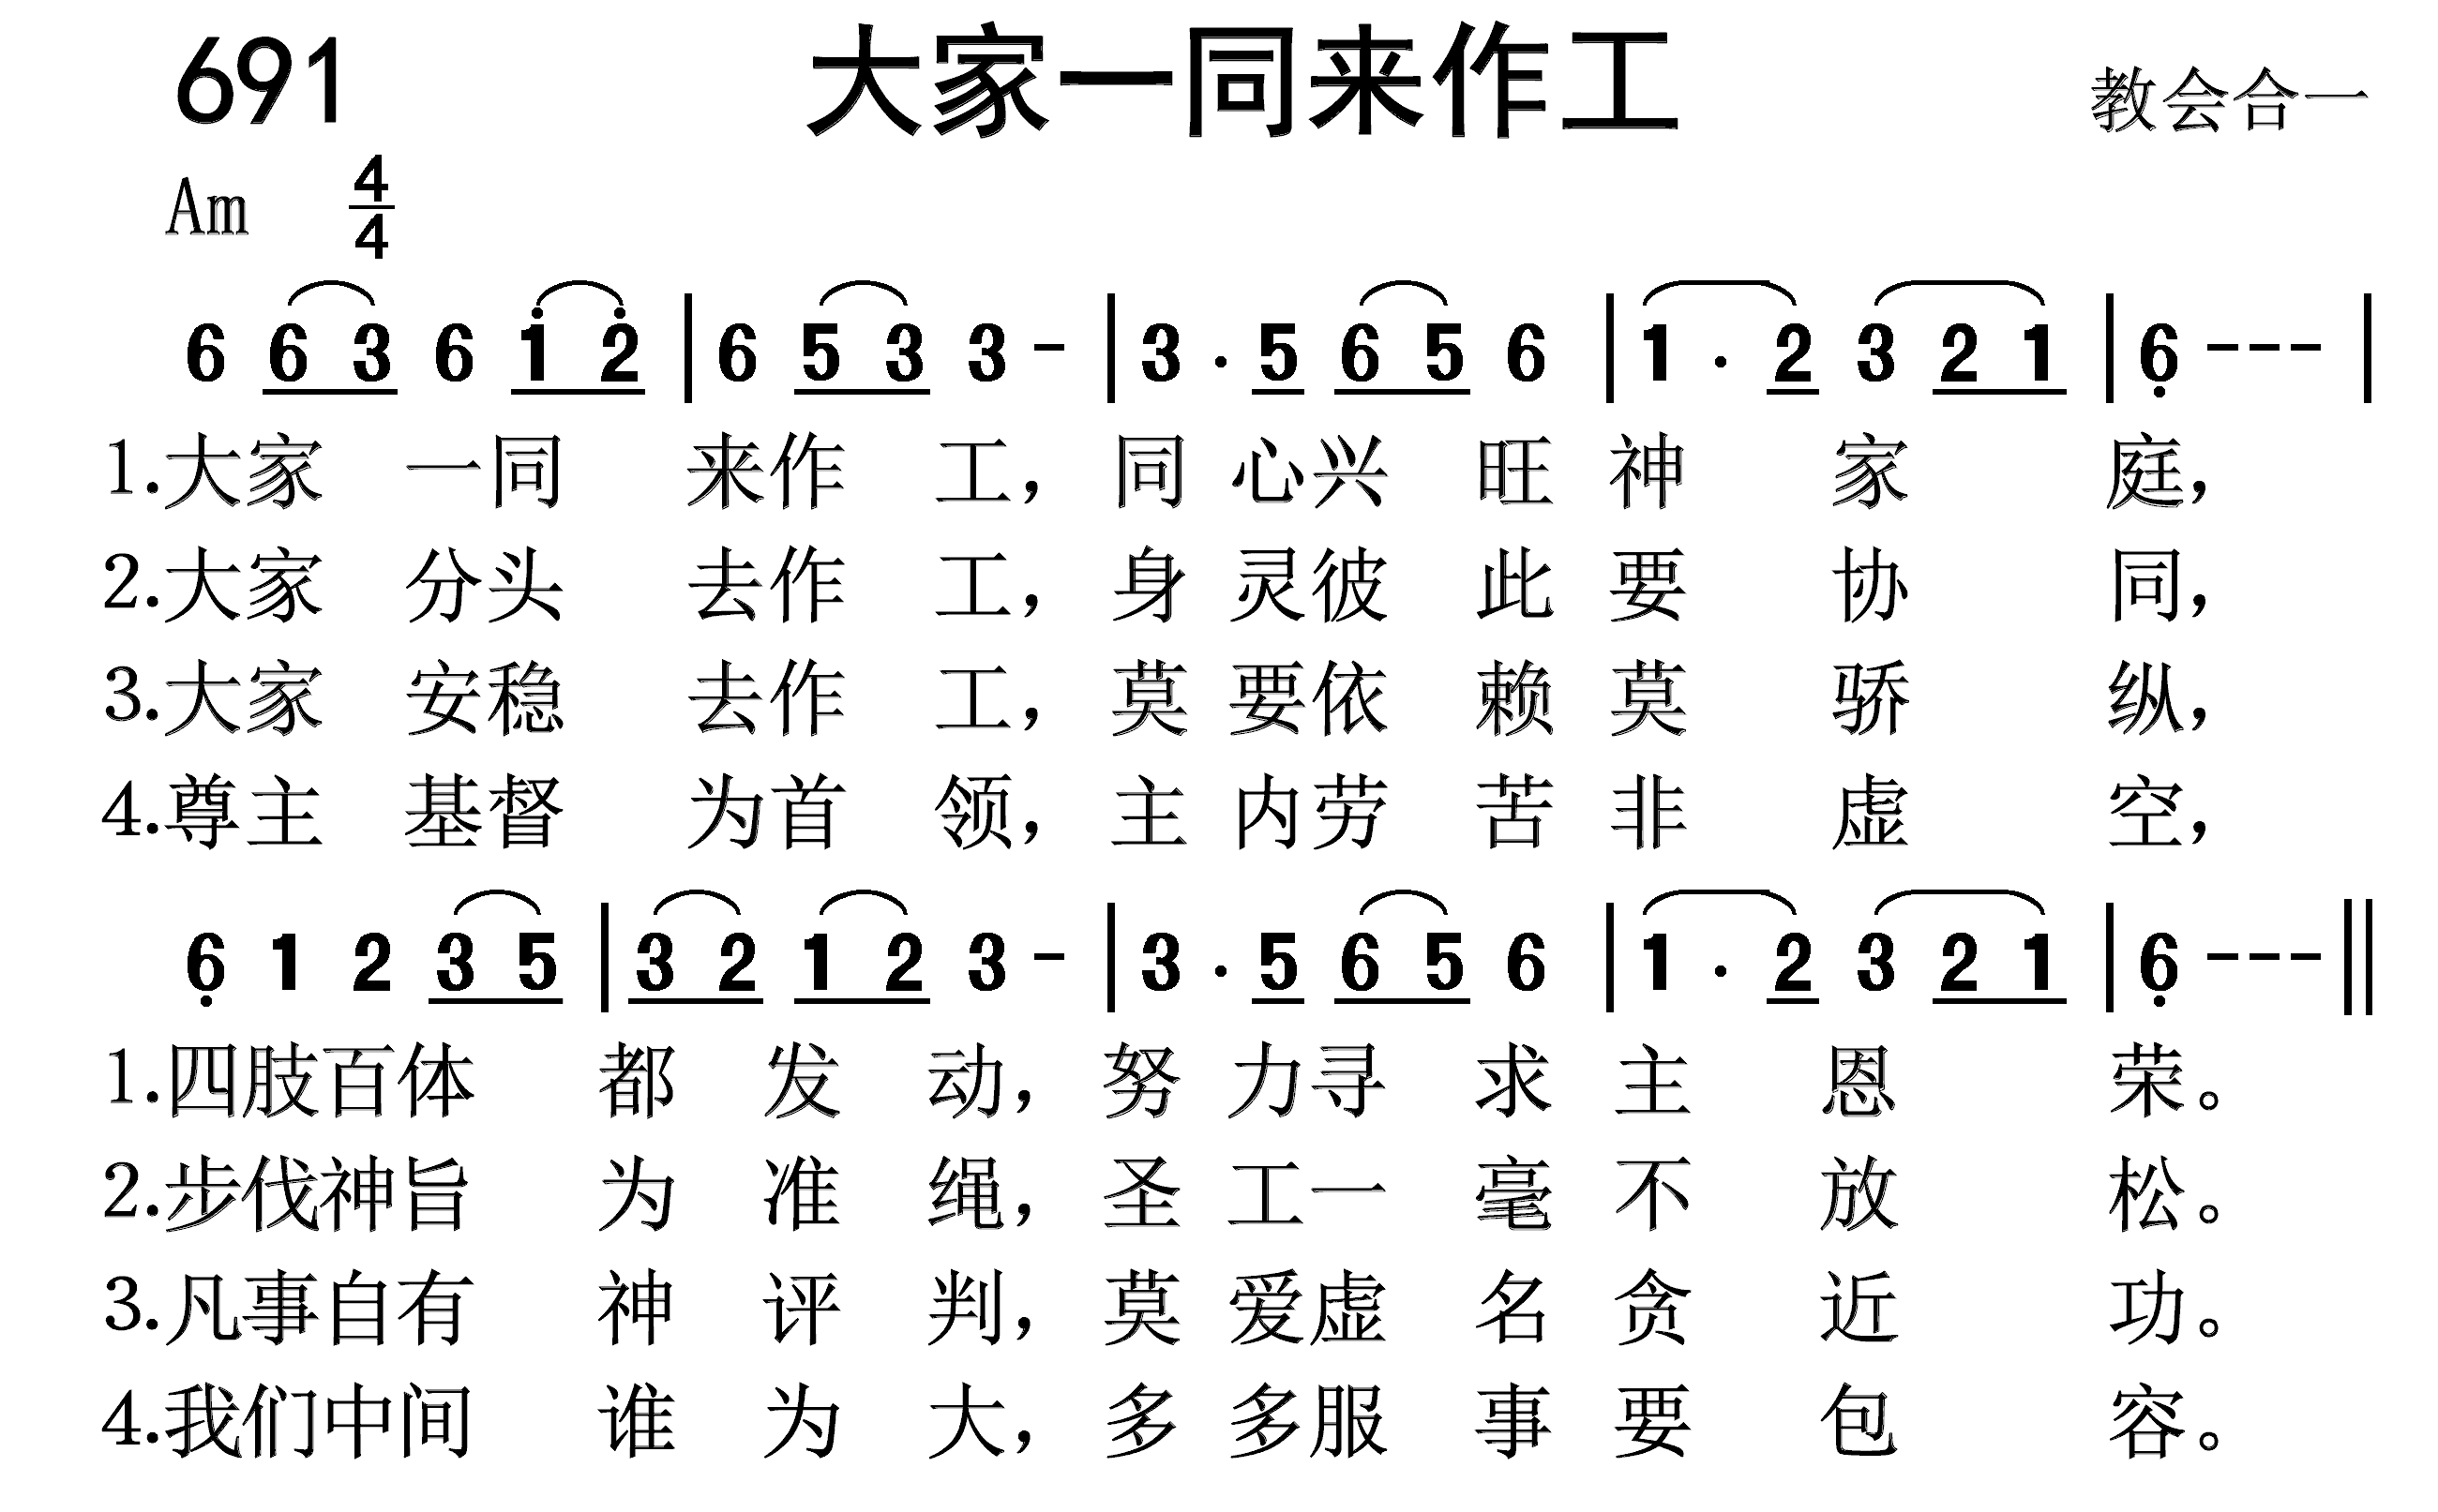 691 大家一同来作工 教会合一
Am 4/4
6 6 3 6 1̇ 2̇ | 6 5 3 3 - | 3 · 5 6 5 6 | 1 · 2 3 2 1 | 6̣ - - - |
1.大家 一同 来作 工，同 心兴 旺 神 家 庭，
2.大家 分头 去作 工，身 灵彼 此 要 协 同，
3.大家 安稳 去作 工，莫 要依 赖 莫 骄 纵，
4.尊主 基督 为首 领，主 内劳 苦 非 虚 空，
6̣ 1 2 3 5 | 3 2 1 2 3 - | 3 · 5 6 5 6 | 1 · 2 3 2 1 | 6̣ - - - ‖
1.四肢百体 都 发 动，努 力寻 求 主 恩 荣。
2.步伐神旨 为 准 绳，圣 工一 毫 不 放 松。
3.凡事自有 神 评 判，莫 爱虚 名 贪 近 功。
4.我们中间 谁 为 大，多 多服 事 要 包 容。